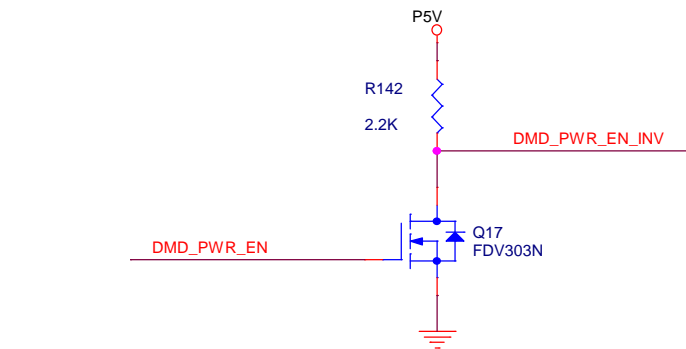 P5V
R142
2.2K
DMD_PWR_EN_INV
Q17
FDV303N
DMD_PWR_EN